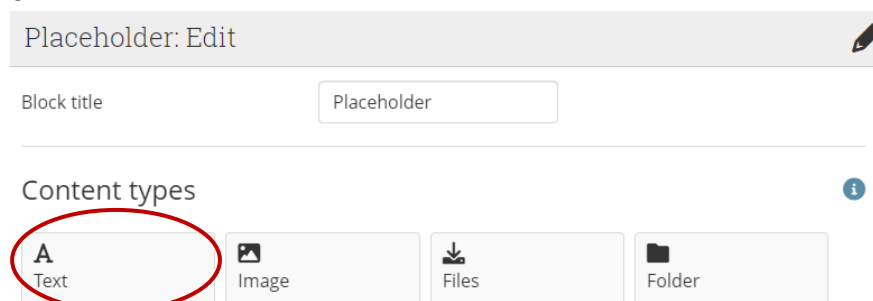 Placeholder: Edit
Block title Placeholder
Content types
A
Text Image Files Folder